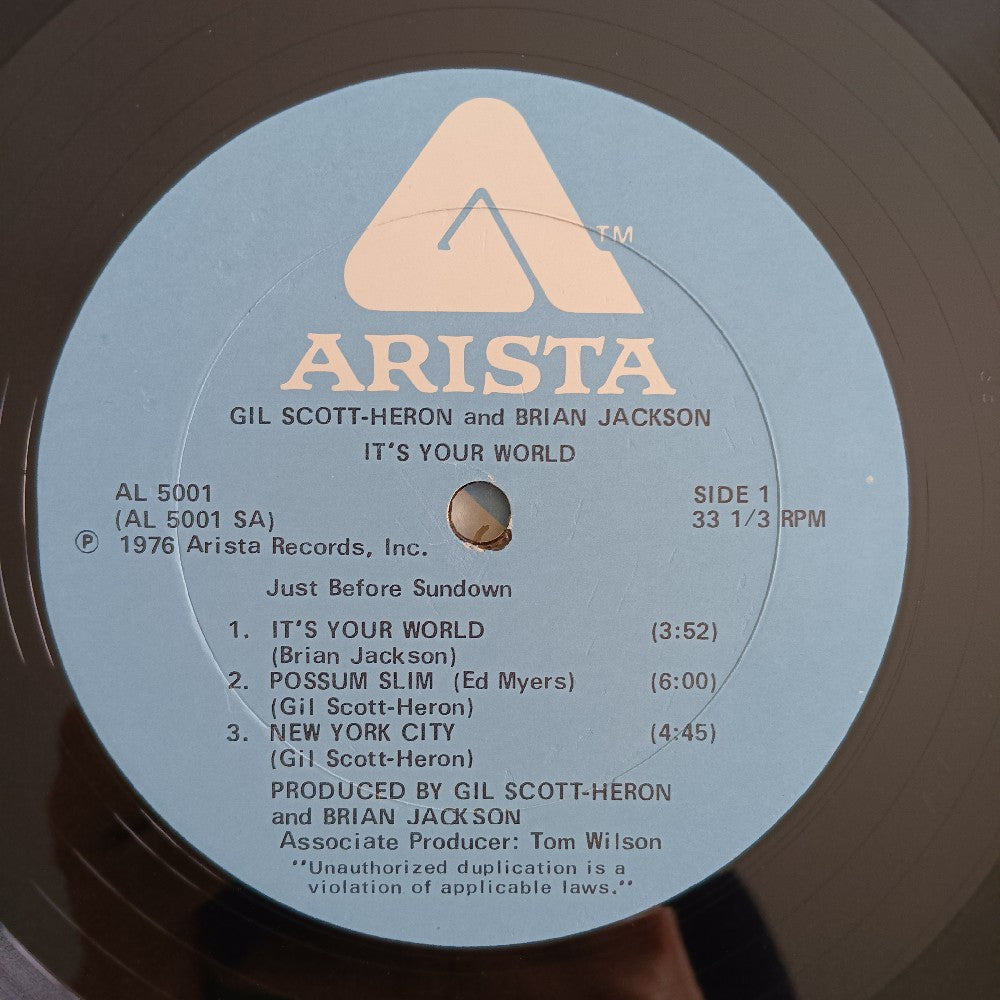 TM
ARISTA
GIL SCOTT-HERON and BRIAN JACKSON
IT'S YOUR WORLD
AL 5001 SIDE 1
(AL 5001 SA) 33 1/3 RPM
Ⓟ 1976 Arista Records, Inc.
Just Before Sundown
1. IT'S YOUR WORLD (3:52)
(Brian Jackson)
2. POSSUM SLIM (Ed Myers) (6:00)
(Gil Scott-Heron)
3. NEW YORK CITY (4:45)
(Gil Scott-Heron)
PRODUCED BY GIL SCOTT-HERON
and BRIAN JACKSON
Associate Producer: Tom Wilson
"Unauthorized duplication is a
violation of applicable laws."